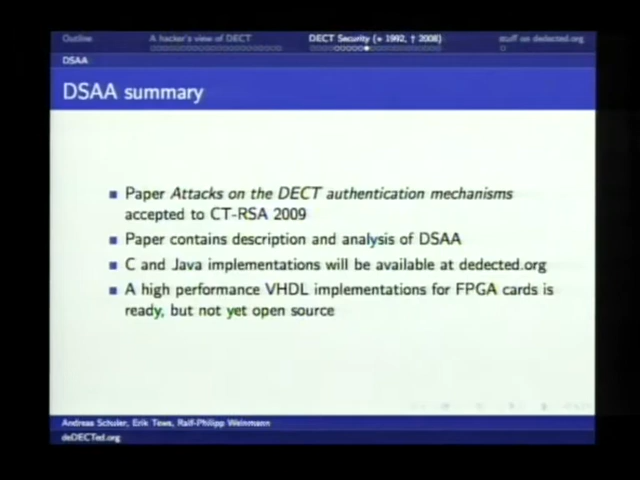 Outline
A hacker's view of DECT
DECT Security (* 1992, † 2008)
stuff on dedected.org
DSAA
DSAA summary
Paper Attacks on the DECT authentication mechanisms
accepted to CT-RSA 2009
Paper contains description and analysis of DSAA
C and Java implementations will be available at dedected.org
A high performance VHDL implementations for FPGA cards is
ready, but not yet open source
Andreas Schuler, Erik Tews, Ralf-Philipp Weinmann
deDECTed.org